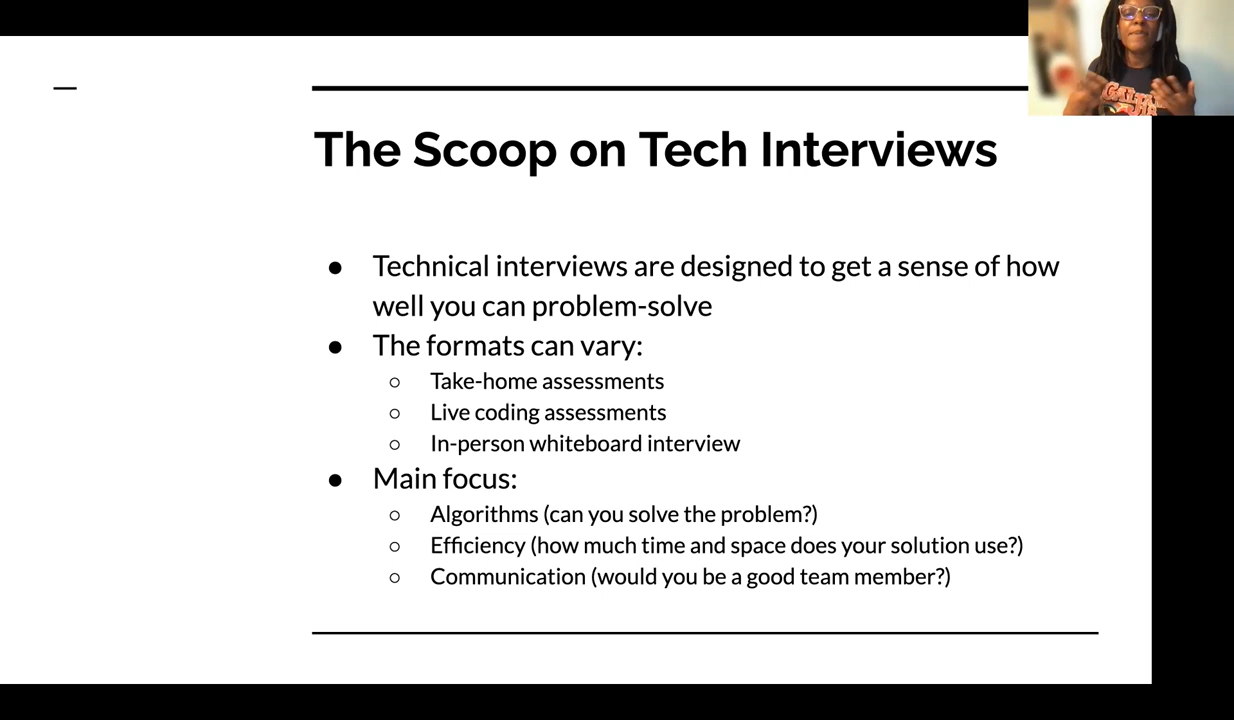 The Scoop on Tech Interviews
● Technical interviews are designed to get a sense of how
well you can problem-solve
● The formats can vary:
○ Take-home assessments
○ Live coding assessments
○ In-person whiteboard interview
● Main focus:
○ Algorithms (can you solve the problem?)
○ Efficiency (how much time and space does your solution use?)
○ Communication (would you be a good team member?)